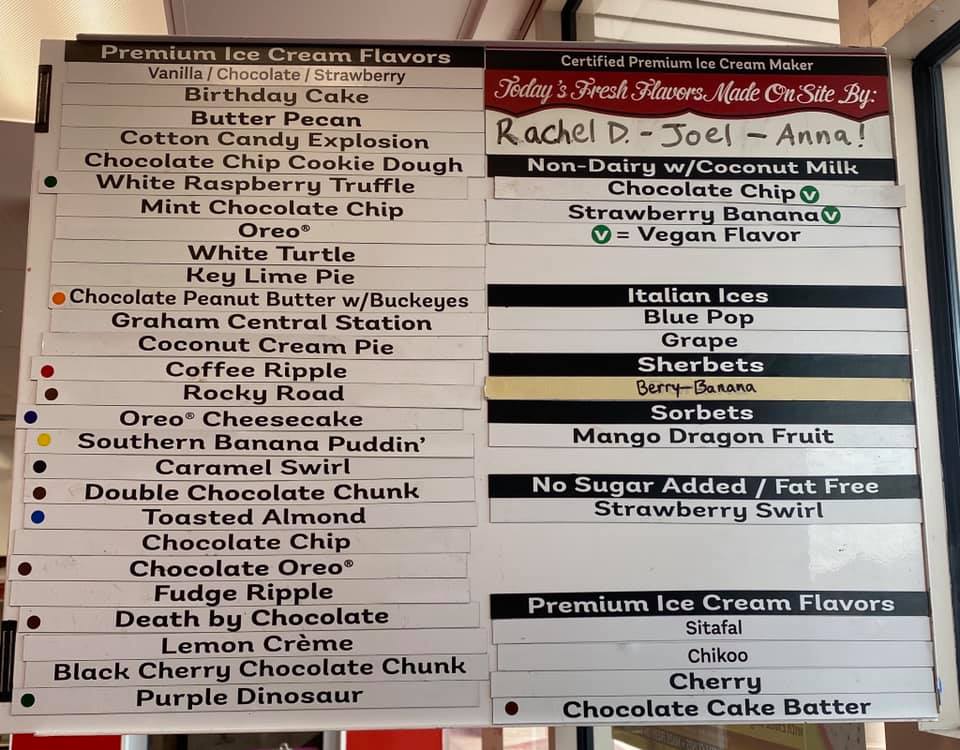 Premium Ice Cream Flavors
Vanilla / Chocolate / Strawberry
Birthday Cake
Butter Pecan
Cotton Candy Explosion
Chocolate Chip Cookie Dough
White Raspberry Truffle
Mint Chocolate Chip
Oreo®
White Turtle
Key Lime Pie
Chocolate Peanut Butter w/Buckeyes
Graham Central Station
Coconut Cream Pie
Coffee Ripple
Rocky Road
Oreo® Cheesecake
Southern Banana Puddin’
Caramel Swirl
Double Chocolate Chunk
Toasted Almond
Chocolate Chip
Chocolate Oreo®
Fudge Ripple
Death by Chocolate
Lemon Crème
Black Cherry Chocolate Chunk
Purple Dinosaur
Certified Premium Ice Cream Maker
Today's Fresh Flavors Made On Site By:
Rachel D. - Joel - Anna!
Non-Dairy w/Coconut Milk
Chocolate Chip V
Strawberry Banana V
V = Vegan Flavor
Italian Ices
Blue Pop
Grape
Sherbets
Berry-Banana
Sorbets
Mango Dragon Fruit
No Sugar Added / Fat Free
Strawberry Swirl
Premium Ice Cream Flavors
Sitafal
Chikoo
Cherry
Chocolate Cake Batter